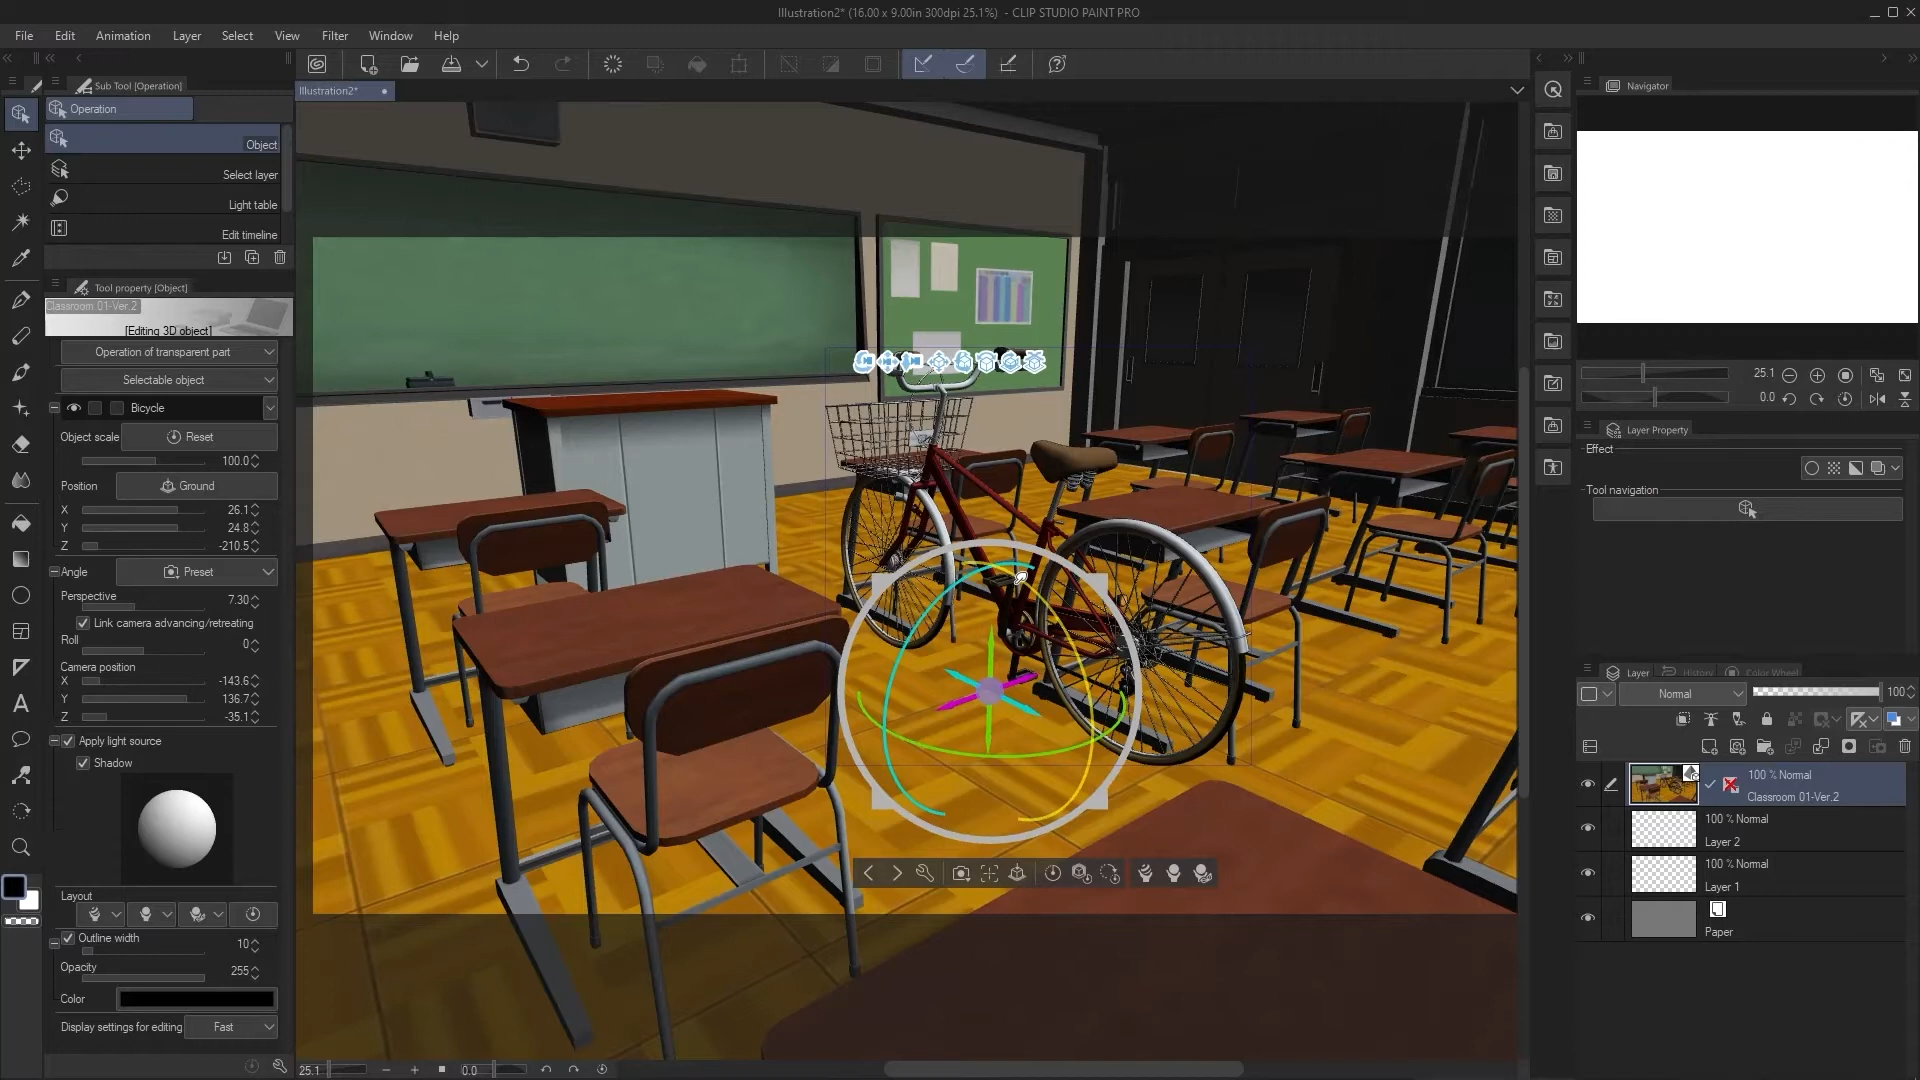 Illustration2* (16.00 x 9.00in 300dpi 25.1%) - CLIP STUDIO PAINT PRO
File Edit Animation Layer Select View Filter Window Help
Sub Tool [Operation]
Operation
Object
Select layer
Light table
Edit timeline
Illustration2*
Tool property [Object]
Classroom 01-Ver.2
[Editing 3D object]
Operation of transparent part
Selectable object
Bicycle
Object scale Reset
100.0
Position Ground
X 26.1
Y 24.8
Z -210.5
Angle Preset
Perspective 7.30
Link camera advancing/retreating
Roll 0
Camera position
X -143.6
Y 136.7
Z -35.1
Apply light source
Shadow
Layout
Outline width 10
Opacity 255
Color
Display settings for editing Fast
25.1 0.0
Navigator
25.1
0.0
Layer Property
Effect
Tool navigation
Layer History Color Wheel
Normal 100
100 % Normal
Classroom 01-Ver.2
100 % Normal
Layer 2
100 % Normal
Layer 1
Paper